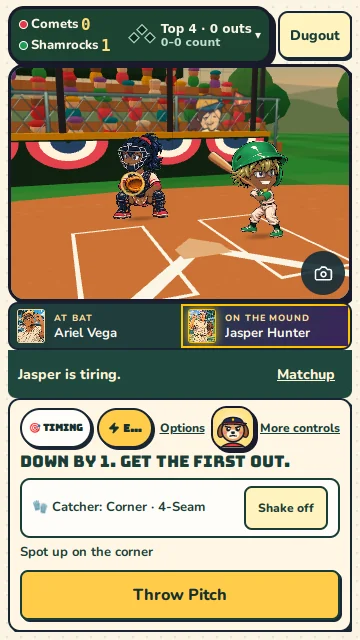 Comets 0
Shamrocks 1
Top 4 · 0 outs ▾
0-0 count
Dugout
AT BAT
Ariel Vega
ON THE MOUND
Jasper Hunter
Jasper is tiring.
Matchup
TIMING
E...
Options
More controls
DOWN BY 1. GET THE FIRST OUT.
Catcher: Corner · 4-Seam
Shake off
Spot up on the corner
Throw Pitch